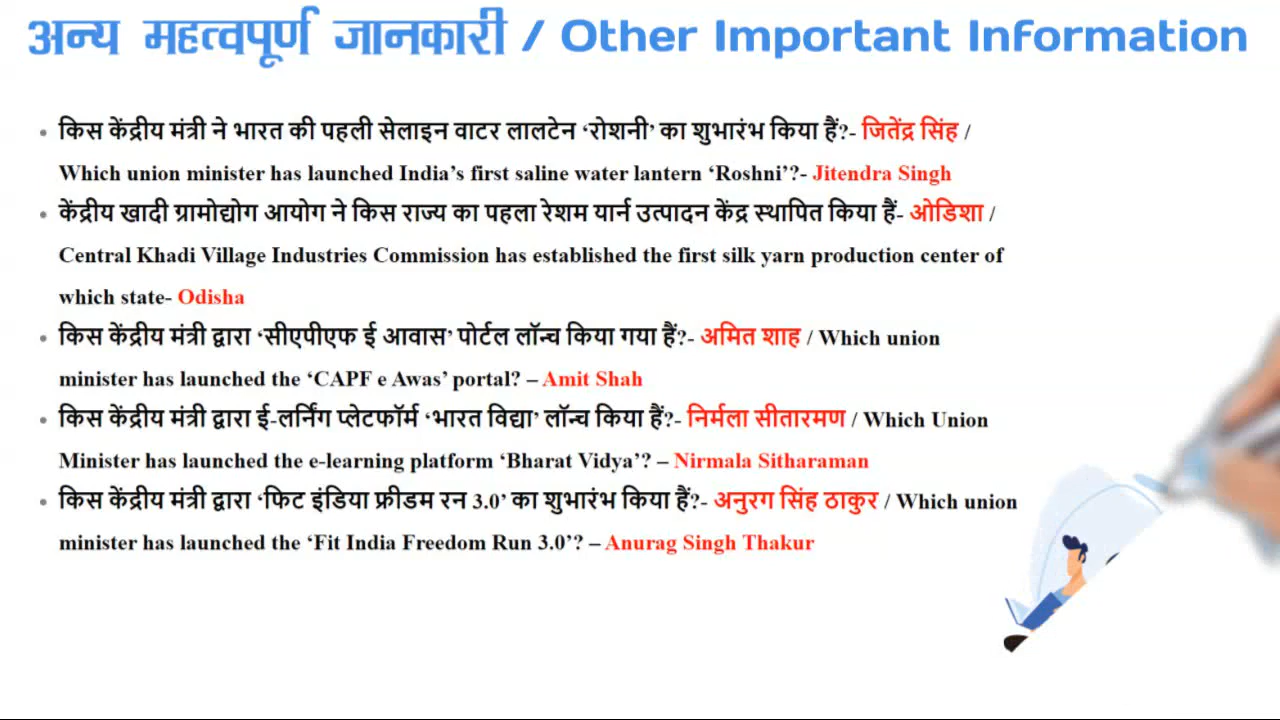 अन्य महत्वपूर्ण जानकारी / Other Important Information
• किस केंद्रीय मंत्री ने भारत की पहली सेलाइन वाटर लालटेन ‘रोशनी’ का शुभारंभ किया हैं?- जितेंद्र सिंह /
Which union minister has launched India’s first saline water lantern ‘Roshni’?- Jitendra Singh
• केंद्रीय खादी ग्रामोद्योग आयोग ने किस राज्य का पहला रेशम यार्न उत्पादन केंद्र स्थापित किया हैं- ओडिशा /
Central Khadi Village Industries Commission has established the first silk yarn production center of
which state- Odisha
• किस केंद्रीय मंत्री द्वारा ‘सीएपीएफ ई आवास’ पोर्टल लॉन्च किया गया हैं?- अमित शाह / Which union
minister has launched the ‘CAPF e Awas’ portal? – Amit Shah
• किस केंद्रीय मंत्री द्वारा ई-लर्निंग प्लेटफॉर्म ‘भारत विद्या’ लॉन्च किया हैं?- निर्मला सीतारमण / Which Union
Minister has launched the e-learning platform ‘Bharat Vidya’? – Nirmala Sitharaman
• किस केंद्रीय मंत्री द्वारा ‘फिट इंडिया फ्रीडम रन 3.0’ का शुभारंभ किया हैं?- अनुरग सिंह ठाकुर / Which union
minister has launched the ‘Fit India Freedom Run 3.0’? – Anurag Singh Thakur